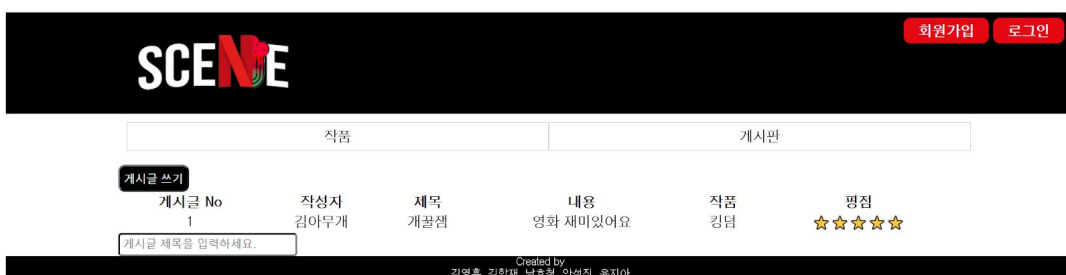 회원가입 로그인
SCENE
작품 게시판
게시글 쓰기
게시글 No 작성자 제목 내용 작품 평점
1 김아무개 개꿀잼 영화 재미있어요 킹덤
게시글 제목을 입력하세요.
Created by